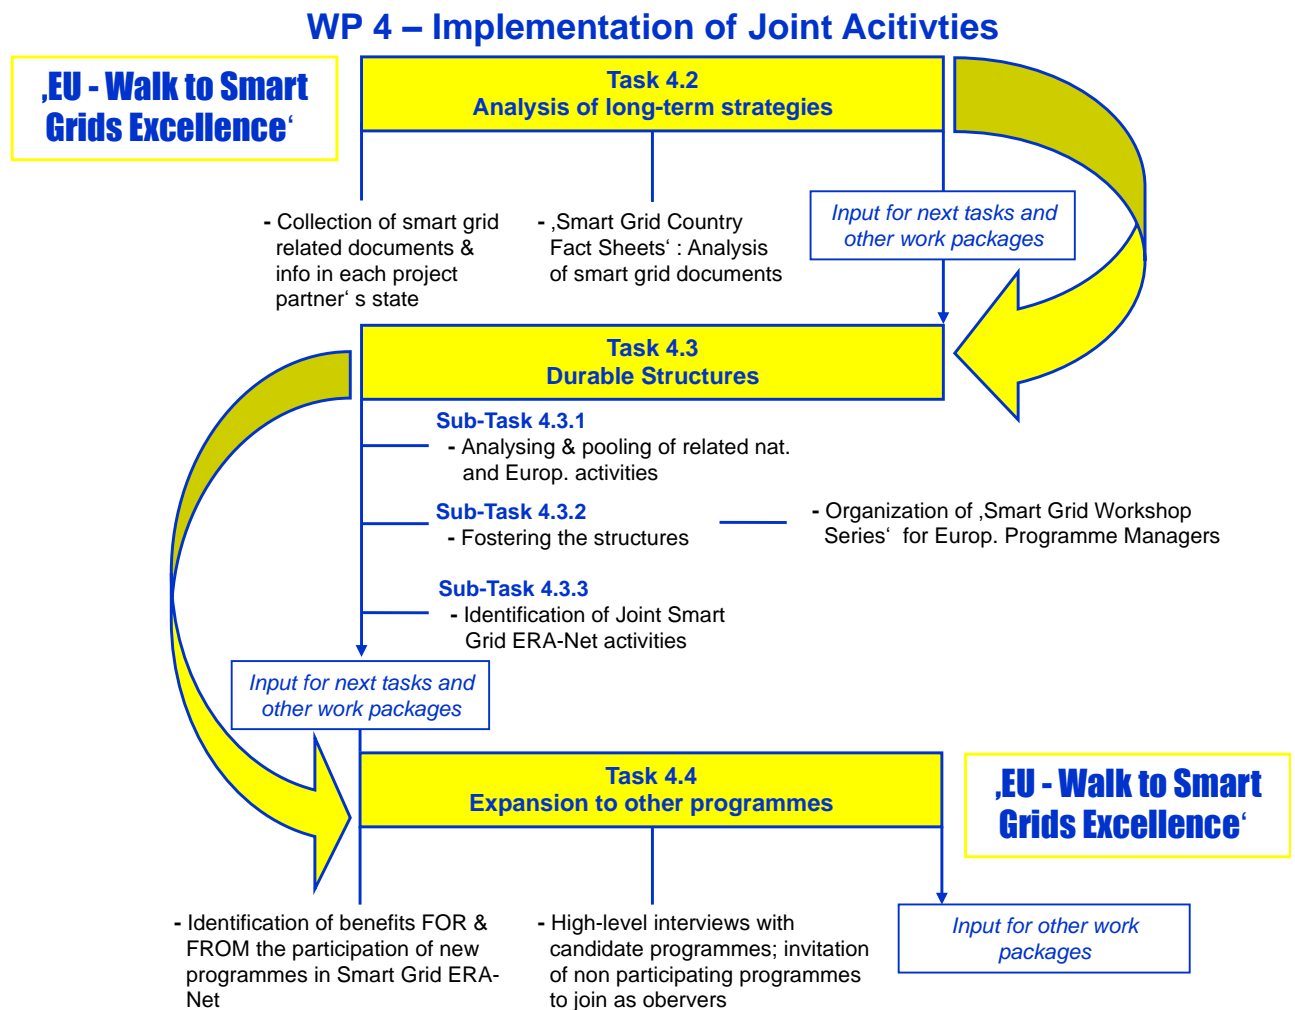 WP 4 – Implementation of Joint Acitivties
‚EU - Walk to Smart
Grids Excellence‘
Task 4.2
Analysis of long-term strategies
- Collection of smart grid
related documents &
info in each project
partner‘ s state
- ‚Smart Grid Country
Fact Sheets‘ : Analysis
of smart grid documents
Input for next tasks and
other work packages
Task 4.3
Durable Structures
Sub-Task 4.3.1
- Analysing & pooling of related nat.
and Europ. activities
Sub-Task 4.3.2
- Fostering the structures
- Organization of ‚Smart Grid Workshop
Series‘ for Europ. Programme Managers
Sub-Task 4.3.3
- Identification of Joint Smart
Grid ERA-Net activities
Input for next tasks and
other work packages
Task 4.4
Expansion to other programmes
‚EU - Walk to Smart
Grids Excellence‘
- Identification of benefits FOR &
FROM the participation of new
programmes in Smart Grid ERA-
Net
- High-level interviews with
candidate programmes; invitation
of non participating programmes
to join as obervers
Input for other work
packages